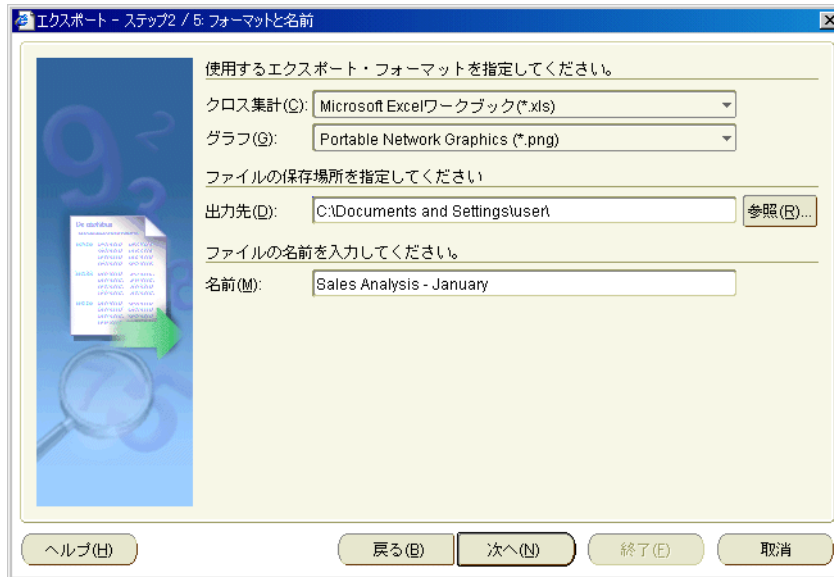 エクスポート - ステップ2 / 5: フォーマットと名前
使用するエクスポート・フォーマットを指定してください。
クロス集計(C): Microsoft Excelワークブック(*.xls)
グラフ(G): Portable Network Graphics (*.png)
ファイルの保存場所を指定してください
出力先(D): C:\Documents and Settings\user\ 参照(R)...
ファイルの名前を入力してください。
名前(M): Sales Analysis - January
ヘルプ(H) 戻る(B) 次へ(N) 終了(F) 取消